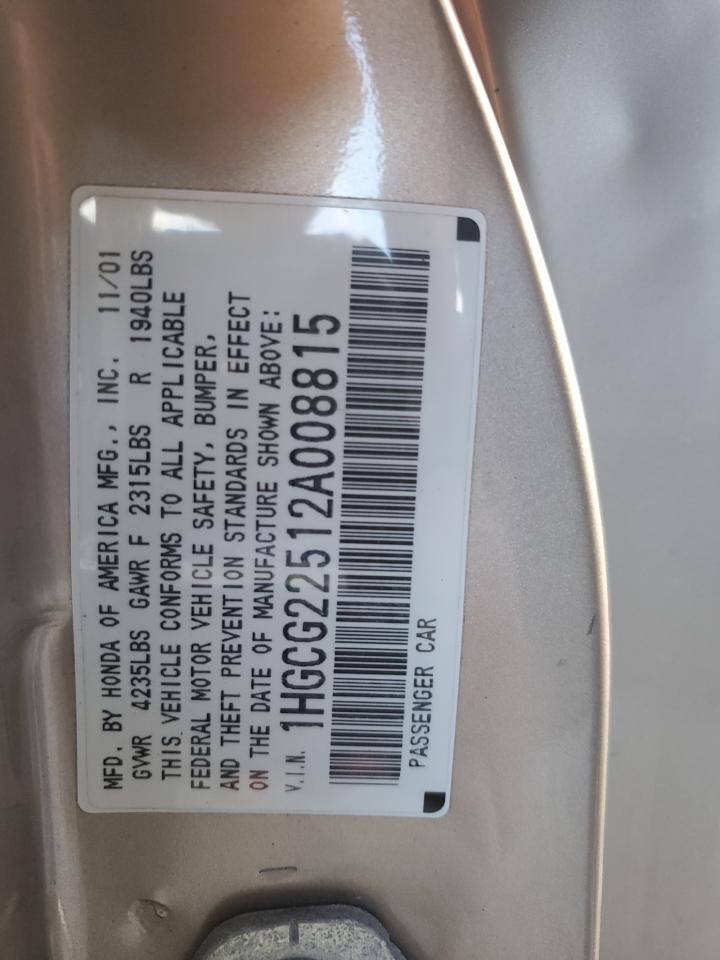 MFD. BY HONDA OF AMERICA MFG., INC. 11/01
GVWR 4235LBS GAWR F 2315LBS R 1940LBS
THIS VEHICLE CONFORMS TO ALL APPLICABLE
FEDERAL MOTOR VEHICLE SAFETY, BUMPER,
AND THEFT PREVENTION STANDARDS IN EFFECT
ON THE DATE OF MANUFACTURE SHOWN ABOVE:
V.I.N. 1HGCG22512A008815
PASSENGER CAR